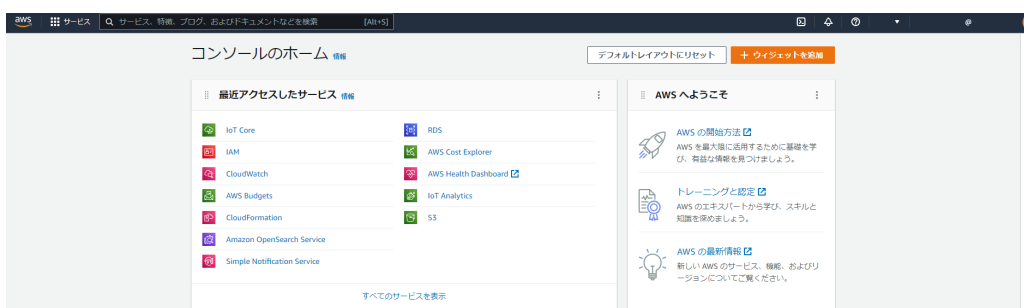 aws サービス サービス、特徴、ブログ、およびドキュメントなどを検索 [Alt+S] @
コンソールのホーム 情報
デフォルトレイアウトにリセット
+ ウィジェットを追加
最近アクセスしたサービス 情報
IoT Core
IAM
CloudWatch
AWS Budgets
CloudFormation
Amazon OpenSearch Service
Simple Notification Service
RDS
AWS Cost Explorer
AWS Health Dashboard
IoT Analytics
S3
すべてのサービスを表示
AWS へようこそ
AWS の開始方法
AWS を最大限に活用するために基礎を学
び、有益な情報を見つけましょう。
トレーニングと認定
AWS のエキスパートから学び、スキルと
知識を深めましょう。
AWS の最新情報
新しい AWS のサービス、機能、およびリ
ージョンについてご覧ください。